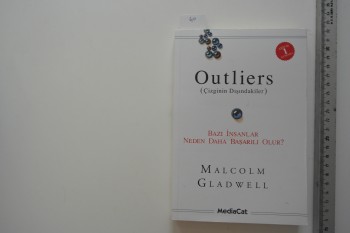 Outliers
(Çizginin Dışındakiler)
BAZI İNSANLAR
NEDEN DAHA BAŞARILI OLUR?
MALCOLM
GLADWELL
MediaCat